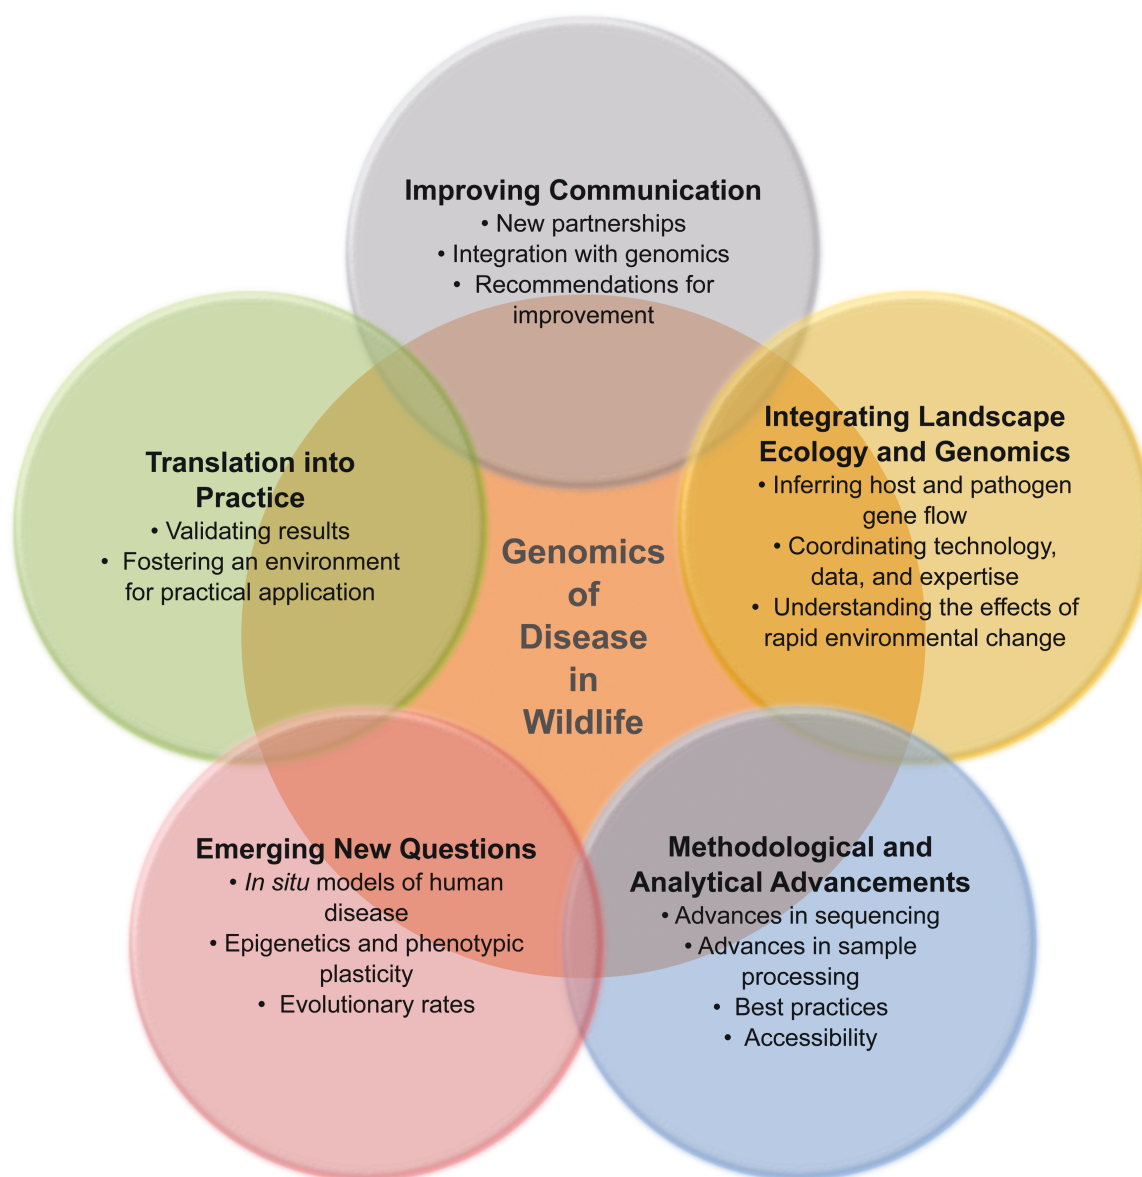 Improving Communication
• New partnerships
• Integration with genomics
• Recommendations for
improvement
Integrating Landscape
Ecology and Genomics
• Inferring host and pathogen
gene flow
• Coordinating technology,
data, and expertise
• Understanding the effects of
rapid environmental change
Translation into
Practice
• Validating results
• Fostering an environment
for practical application
Genomics
of
Disease
in
Wildlife
Emerging New Questions
• In situ models of human
disease
• Epigenetics and phenotypic
plasticity
• Evolutionary rates
Methodological and
Analytical Advancements
• Advances in sequencing
• Advances in sample
processing
• Best practices
• Accessibility